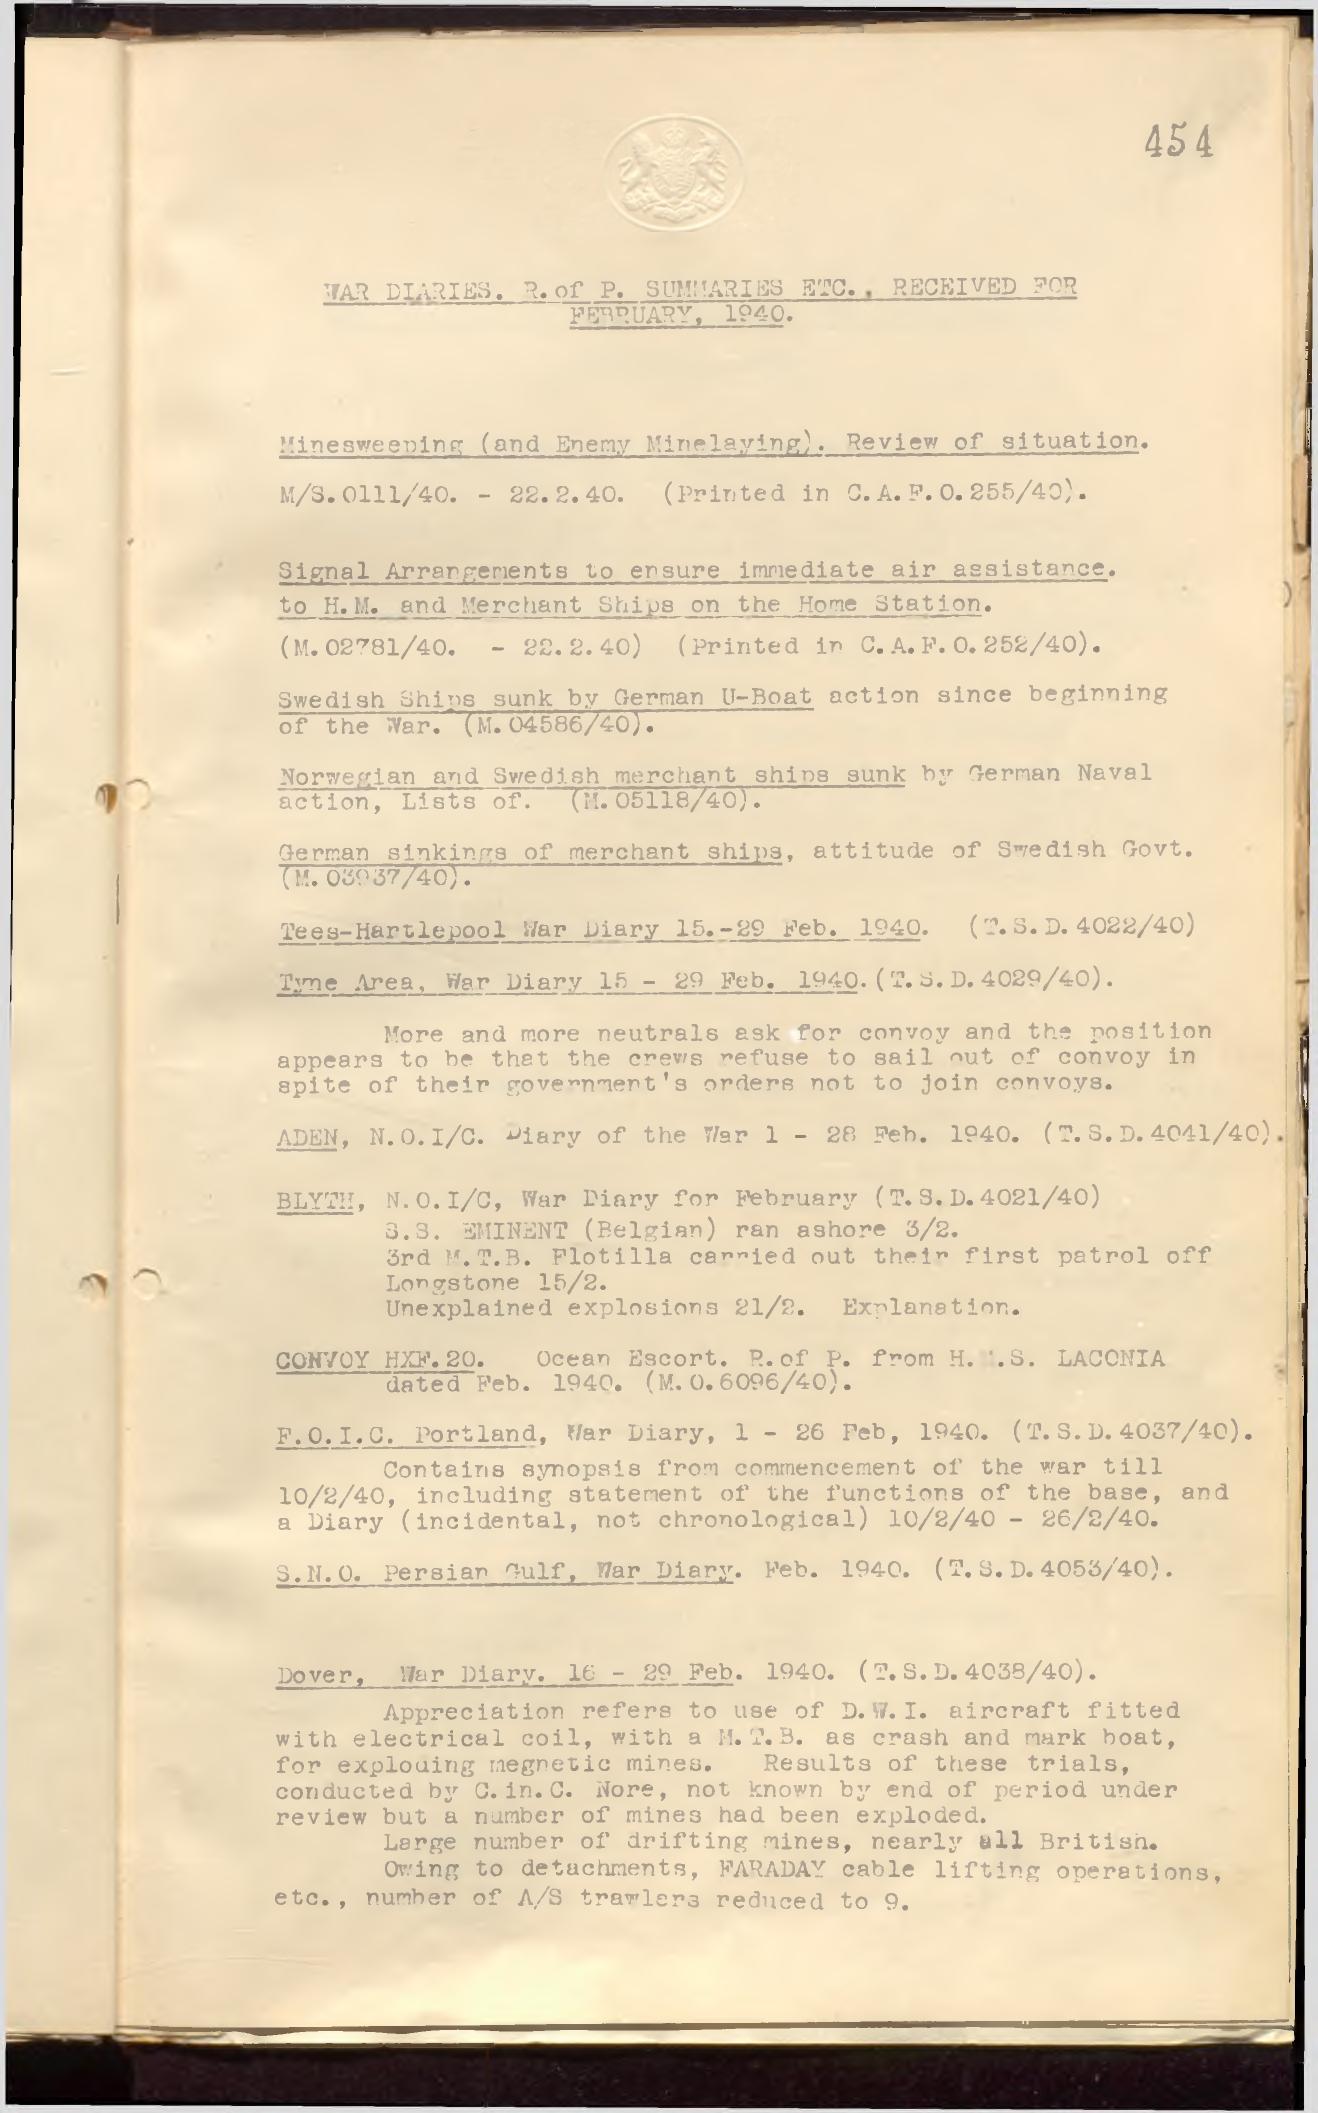 454
WAR DIARIES. R.of P. SUMMARIES ETC., RECEIVED FOR
FEBRUARY, 1940.
Minesweeping (and Enemy Minelaying). Review of situation.
M/S.0111/40. - 22.2.40. (Printed in C.A.F.O.255/40).
Signal Arrangements to ensure immediate air assistance.
to H.M. and Merchant Ships on the Home Station.
(M.02781/40. - 22.2.40) (Printed in C.A.F.O.252/40).
Swedish Ships sunk by German U-Boat action since beginning
of the War. (M.04586/40).
Norwegian and Swedish merchant ships sunk by German Naval
action, Lists of. (M.05118/40).
German sinkings of merchant ships, attitude of Swedish Govt.
(M.03937/40).
Tees-Hartlepool War Diary 15.-29 Feb. 1940. (T.S.D.4022/40)
Tyne Area, War Diary 15 - 29 Feb. 1940.(T.S.D.4029/40).
More and more neutrals ask for convoy and the position
appears to be that the crews refuse to sail out of convoy in
spite of their government's orders not to join convoys.
ADEN, N.O.I/C. Diary of the War 1 - 28 Feb. 1940. (T.S.D.4041/40).
BLYTH, N.O.I/C, War Diary for February (T.S.D.4021/40)
S.S. EMINENT (Belgian) ran ashore 3/2.
3rd M.T.B. Flotilla carried out their first patrol off
Longstone 15/2.
Unexplained explosions 21/2. Explanation.
CONVOY HXF.20. Ocean Escort. R.of P. from H.M.S. LACONIA
dated Feb. 1940. (M.0.6096/40).
F.O.I.C. Portland, War Diary, 1 - 26 Feb, 1940. (T.S.D.4037/40).
Contains synopsis from commencement of the war till
10/2/40, including statement of the functions of the base, and
a Diary (incidental, not chronological) 10/2/40 - 26/2/40.
S.N.O. Persian Gulf, War Diary. Feb. 1940. (T.S.D.4053/40).
Dover, War Diary. 16 - 29 Feb. 1940. (T.S.D.4038/40).
Appreciation refers to use of D.W.I. aircraft fitted
with electrical coil, with a M.T.B. as crash and mark boat,
for exploding megnetic mines. Results of these trials,
conducted by C.in.C. Nore, not known by end of period under
review but a number of mines had been exploded.
Large number of drifting mines, nearly all British.
Owing to detachments, FARADAY cable lifting operations,
etc., number of A/S trawlers reduced to 9.